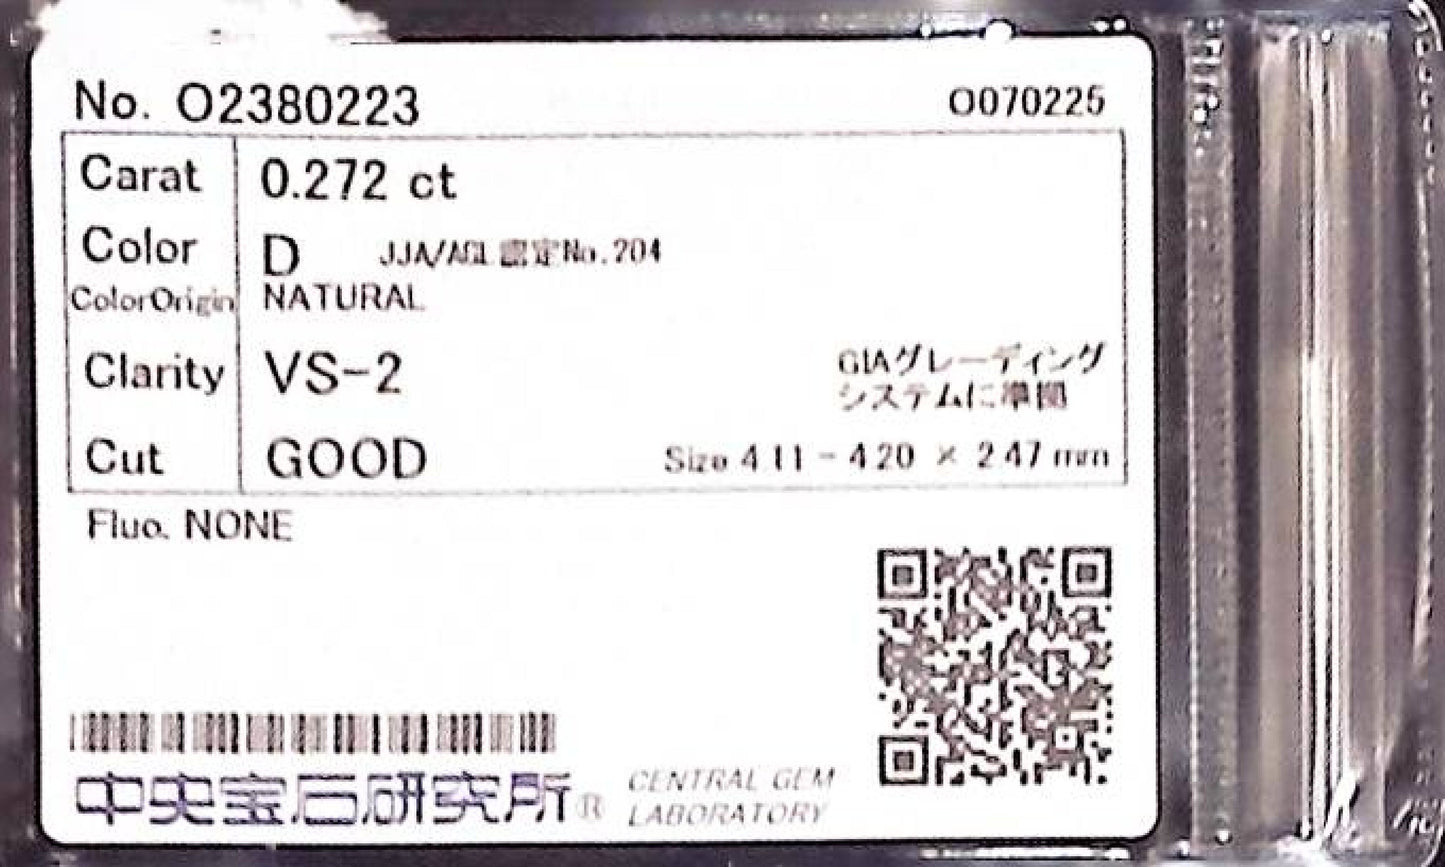 No. O2380223
O070225
Carat 0.272 ct
Color D JJA/AGL認定No.204
ColorOrigin NATURAL
Clarity VS-2
GIAグレーディング
システムに準拠
Cut GOOD Size 4.11 - 4.20 × 2.47 mm
Fluo. NONE
中央宝石研究所®
CENTRAL GEM
LABORATORY